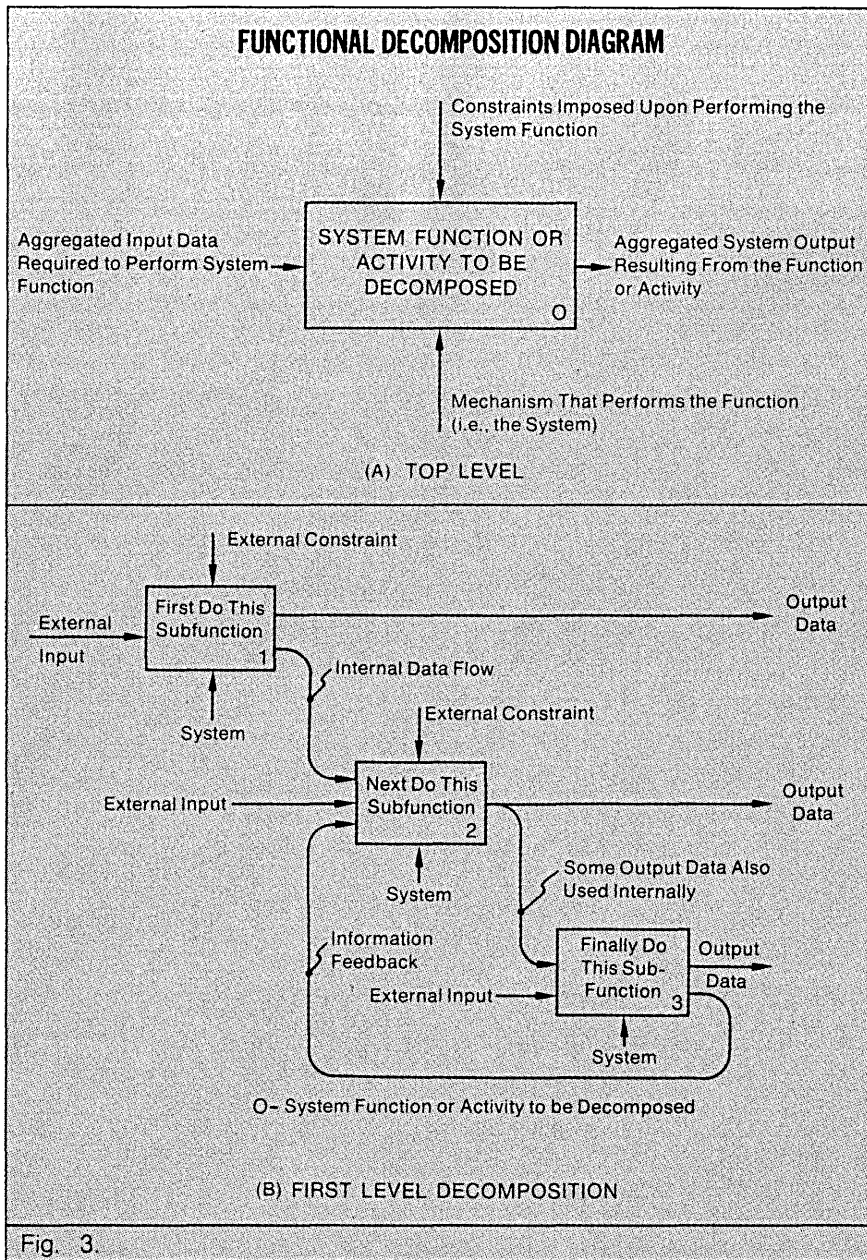 FUNCTIONAL DECOMPOSITION DIAGRAM
Constraints Imposed Upon Performing the
System Function
Aggregated Input Data
Required to Perform System
Function
SYSTEM FUNCTION OR
ACTIVITY TO BE
DECOMPOSED
O
Aggregated System Output
Resulting From the Function
or Activity
Mechanism That Performs the Function
(i.e., the System)
(A) TOP LEVEL
External Constraint
External
Input
First Do This
Subfunction
1
Output
Data
System
Internal Data Flow
External Constraint
External Input
Next Do This
Subfunction
2
Output
Data
System
Some Output Data Also
Used Internally
Information
Feedback
Finally Do
This Sub-
Function
3
Output
Data
External Input
System
O– System Function or Activity to be Decomposed
(B) FIRST LEVEL DECOMPOSITION
Fig. 3.